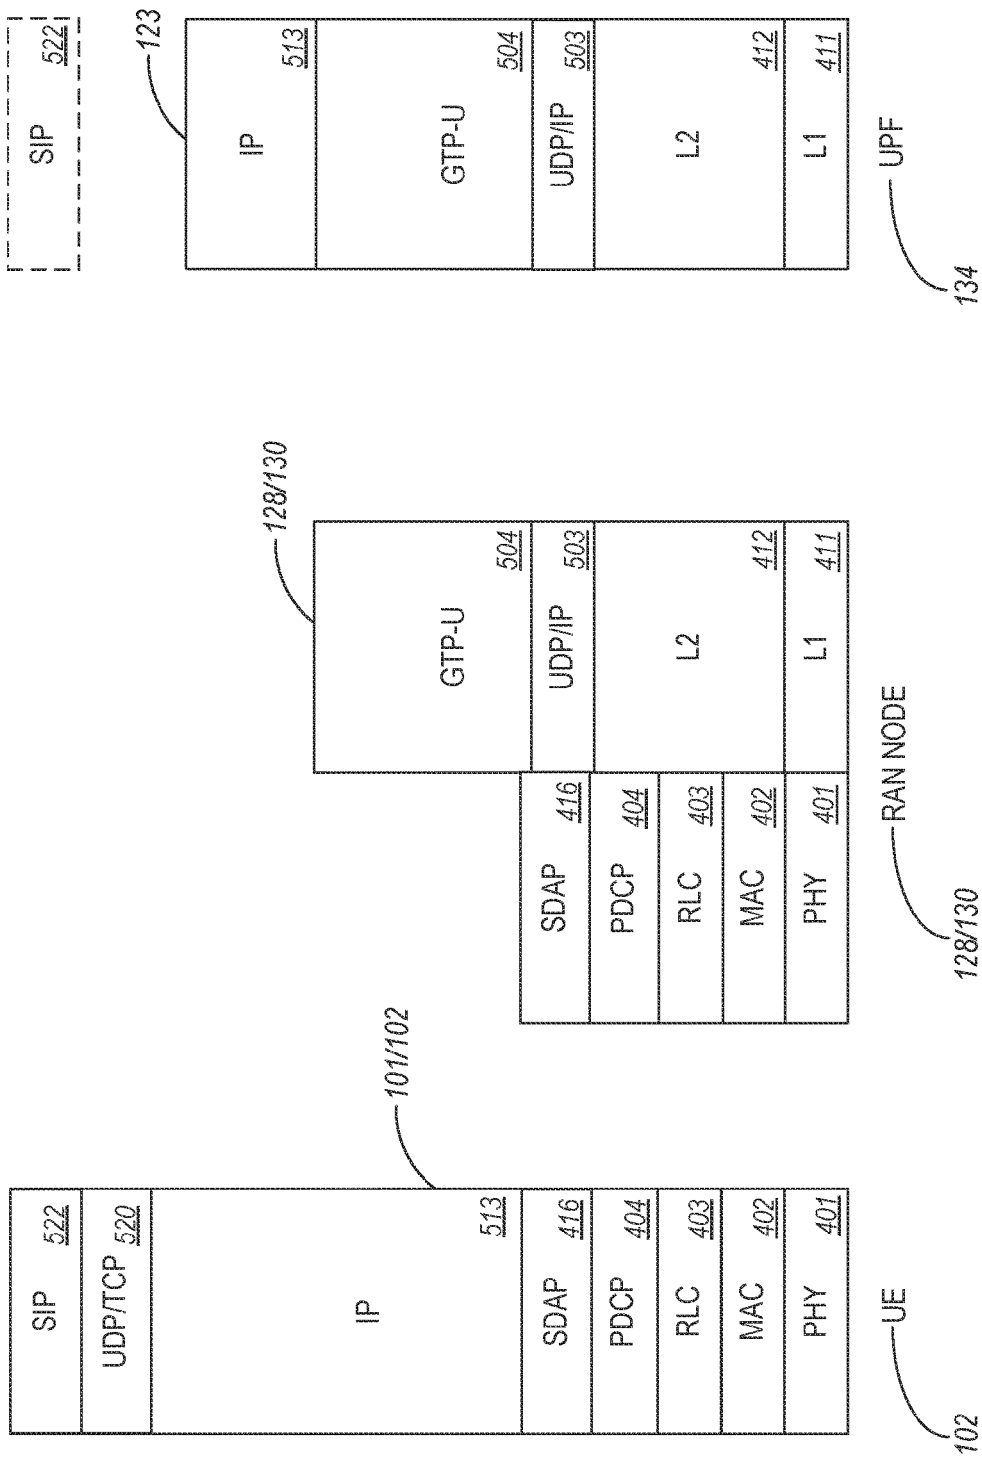 101/102
SIP 522
UDP/TCP 520
IP 513
SDAP 416
PDCP 404
RLC 403
MAC 402
PHY 401
UE
102
128/130
SDAP 416
PDCP 404
RLC 403
MAC 402
PHY 401
GTP-U 504
UDP/IP 503
L2 412
L1 411
RAN NODE
128/130
SIP 522
123
IP 513
GTP-U 504
UDP/IP 503
L2 412
L1 411
UPF
134